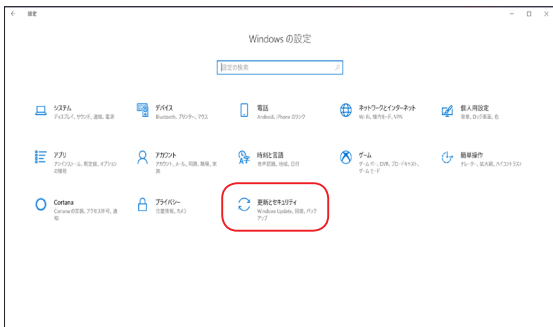 設定
Windows の設定
設定の検索
システム
ディスプレイ, サウンド, 通知, 電源
デバイス
Bluetooth, プリンター, マウス
電話
Android, iPhone のリンク
ネットワークとインターネット
Wi-Fi, 機内モード, VPN
個人用設定
背景, ロック画面, 色
アプリ
アンインストール, 既定値, オプションの機能
アカウント
アカウント, メール, 同期, 職場, 家族
時刻と言語
音声認識, 地域, 日付
ゲーム
ゲーム バー, DVR, ブロードキャスト, ゲーム モード
簡単操作
ナレーター, 拡大鏡, ハイコントラスト
Cortana
Cortana の言語, アクセス許可, 通知
プライバシー
位置情報, カメラ
更新とセキュリティ
Windows Update, 回復, バックアップ